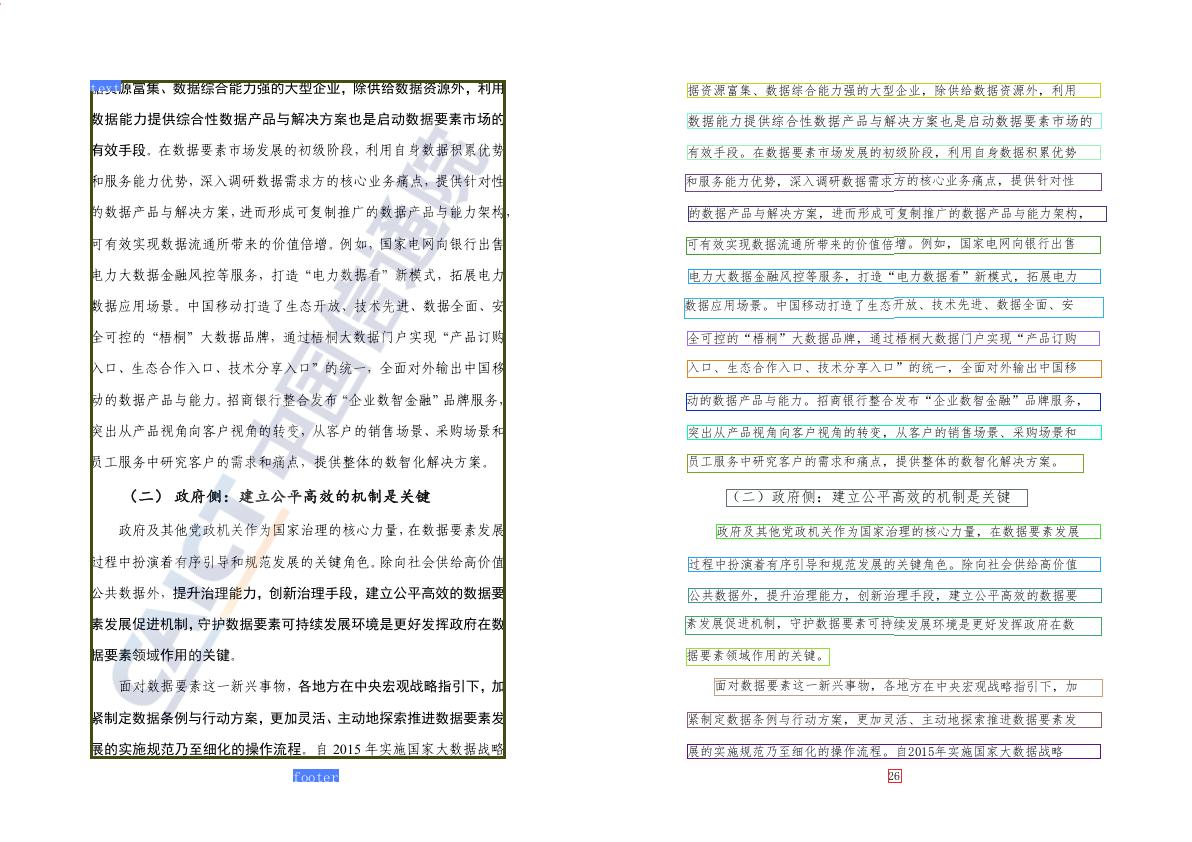 text
据资源富集、数据综合能力强的大型企业，除供给数据资源外，利用
数据能力提供综合性数据产品与解决方案也是启动数据要素市场的
有效手段。在数据要素市场发展的初级阶段，利用自身数据积累优势
和服务能力优势，深入调研数据需求方的核心业务痛点，提供针对性
的数据产品与解决方案，进而形成可复制推广的数据产品与能力架构，
可有效实现数据流通所带来的价值倍增。例如，国家电网向银行出售
电力大数据金融风控等服务，打造“电力数据看”新模式，拓展电力
数据应用场景。中国移动打造了生态开放、技术先进、数据全面、安
全可控的“梧桐”大数据品牌，通过梧桐大数据门户实现“产品订购
入口、生态合作入口、技术分享入口”的统一，全面对外输出中国移
动的数据产品与能力。招商银行整合发布“企业数智金融”品牌服务，
突出从产品视角向客户视角的转变，从客户的销售场景、采购场景和
员工服务中研究客户的需求和痛点，提供整体的数智化解决方案。
（二） 政府侧：建立公平高效的机制是关键
政府及其他党政机关作为国家治理的核心力量，在数据要素发展
过程中扮演着有序引导和规范发展的关键角色。除向社会供给高价值
公共数据外，提升治理能力，创新治理手段，建立公平高效的数据要
素发展促进机制，守护数据要素可持续发展环境是更好发挥政府在数
据要素领域作用的关键。
面对数据要素这一新兴事物，各地方在中央宏观战略指引下，加
紧制定数据条例与行动方案，更加灵活、主动地探索推进数据要素发
展的实施规范乃至细化的操作流程。自 2015 年实施国家大数据战略
footer
CAICT 中国信通院
据资源富集、数据综合能力强的大型企业，除供给数据资源外，利用
数据能力提供综合性数据产品与解决方案也是启动数据要素市场的
有效手段。在数据要素市场发展的初级阶段，利用自身数据积累优势
和服务能力优势，深入调研数据需求方的核心业务痛点，提供针对性
的数据产品与解决方案，进而形成可复制推广的数据产品与能力架构，
可有效实现数据流通所带来的价值倍增。例如，国家电网向银行出售
电力大数据金融风控等服务，打造“电力数据看”新模式，拓展电力
数据应用场景。中国移动打造了生态开放、技术先进、数据全面、安
全可控的“梧桐”大数据品牌，通过梧桐大数据门户实现“产品订购
入口、生态合作入口、技术分享入口”的统一，全面对外输出中国移
动的数据产品与能力。招商银行整合发布“企业数智金融”品牌服务，
突出从产品视角向客户视角的转变，从客户的销售场景、采购场景和
员工服务中研究客户的需求和痛点，提供整体的数智化解决方案。
（二）政府侧：建立公平高效的机制是关键
政府及其他党政机关作为国家治理的核心力量，在数据要素发展
过程中扮演着有序引导和规范发展的关键角色。除向社会供给高价值
公共数据外，提升治理能力，创新治理手段，建立公平高效的数据要
素发展促进机制，守护数据要素可持续发展环境是更好发挥政府在数
据要素领域作用的关键。
面对数据要素这一新兴事物，各地方在中央宏观战略指引下，加
紧制定数据条例与行动方案，更加灵活、主动地探索推进数据要素发
展的实施规范乃至细化的操作流程。自2015年实施国家大数据战略
26